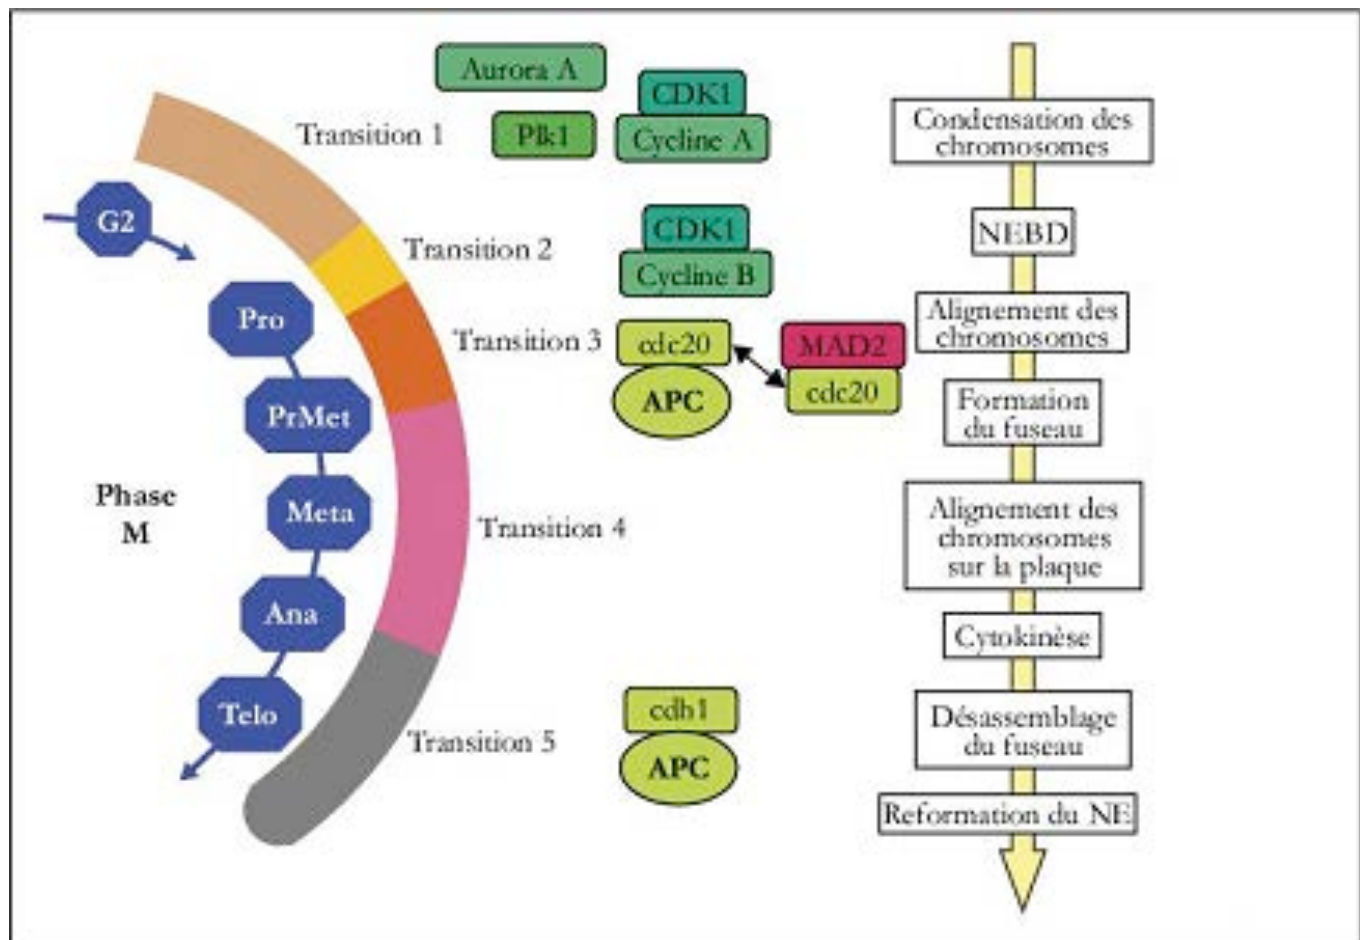 Aurora A
CDK1
Transition 1
Plk1
Cycline A
Condensation des
chromosomes
G2
Transition 2
CDK1
Cycline B
NEBD
Pro
Transition 3
cdc20
MAD2
APC
cdc20
Alignement des
chromosomes
PrMet
Formation
du fuseau
Phase
M
Meta
Transition 4
Alignement des
chromosomes
sur la plaque
Ana
Cytokinèse
Telo
Transition 5
cdh1
APC
Désassemblage
du fuseau
Reformation du NE